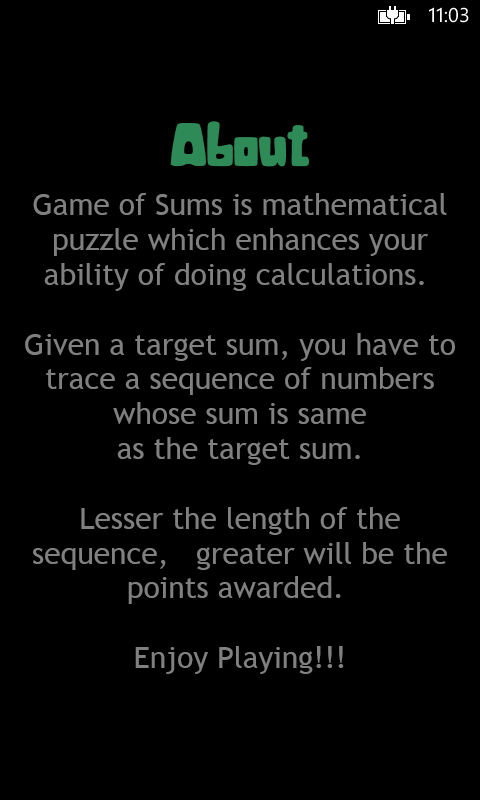 11:03
About
Game of Sums is mathematical
puzzle which enhances your
ability of doing calculations.
Given a target sum, you have to
trace a sequence of numbers
whose sum is same
as the target sum.
Lesser the length of the
sequence,   greater will be the
points awarded.
Enjoy Playing!!!